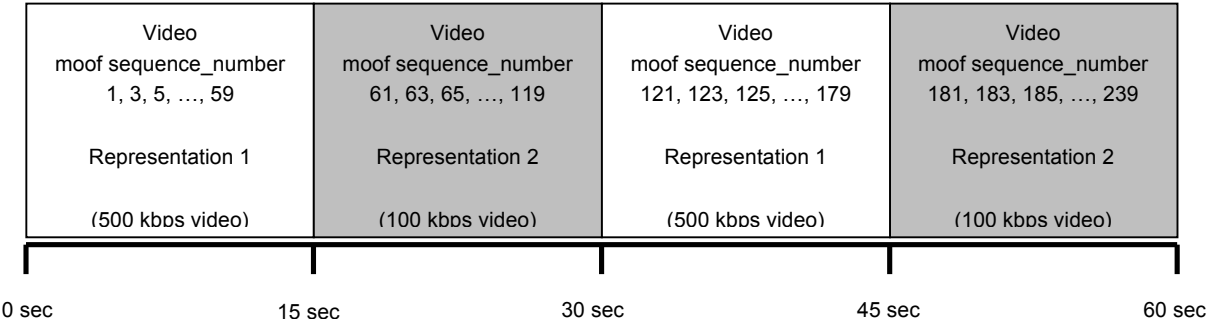 Video
moof sequence_number
1, 3, 5, …, 59
Representation 1
(500 kbps video)
Video
moof sequence_number
61, 63, 65, …, 119
Representation 2
(100 kbps video)
Video
moof sequence_number
121, 123, 125, …, 179
Representation 1
(500 kbps video)
Video
moof sequence_number
181, 183, 185, …, 239
Representation 2
(100 kbps video)
0 sec
15 sec
30 sec
45 sec
60 sec